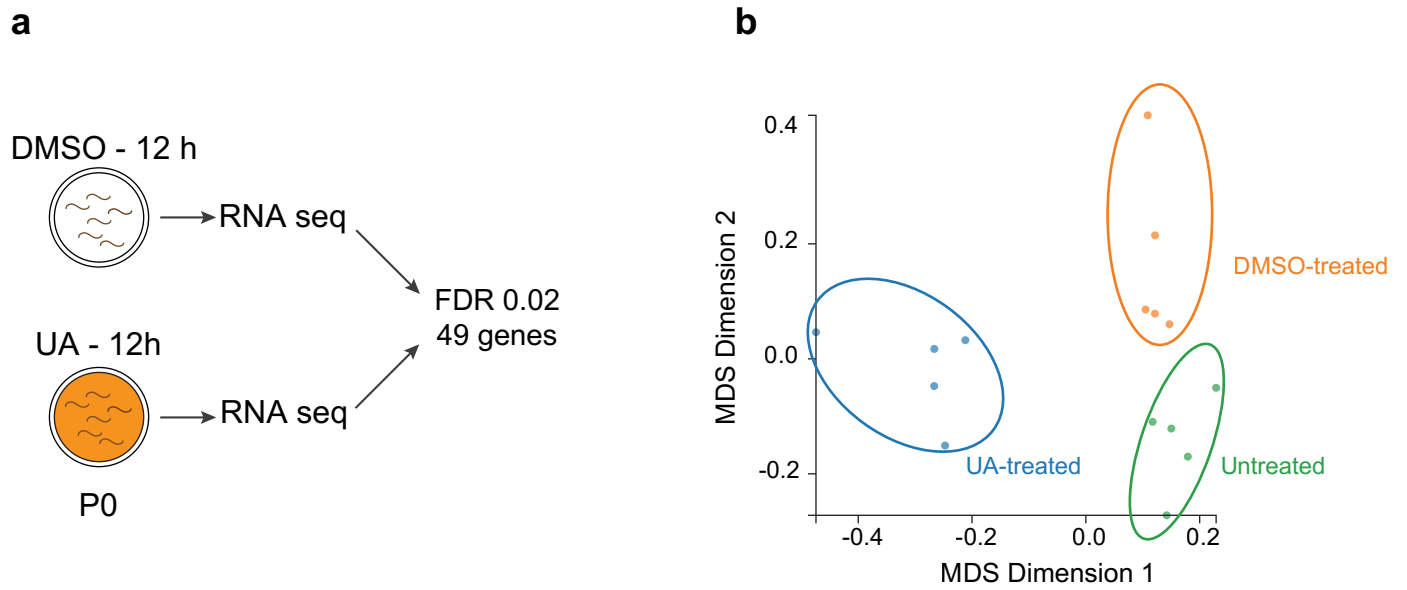 a
DMSO - 12 h
RNA seq
FDR 0.02
49 genes
UA - 12h
RNA seq
P0
b
MDS Dimension 2
0.4
0.2
0.0
-0.2
DMSO-treated
UA-treated
Untreated
-0.4
-0.2
0.0
0.2
MDS Dimension 1